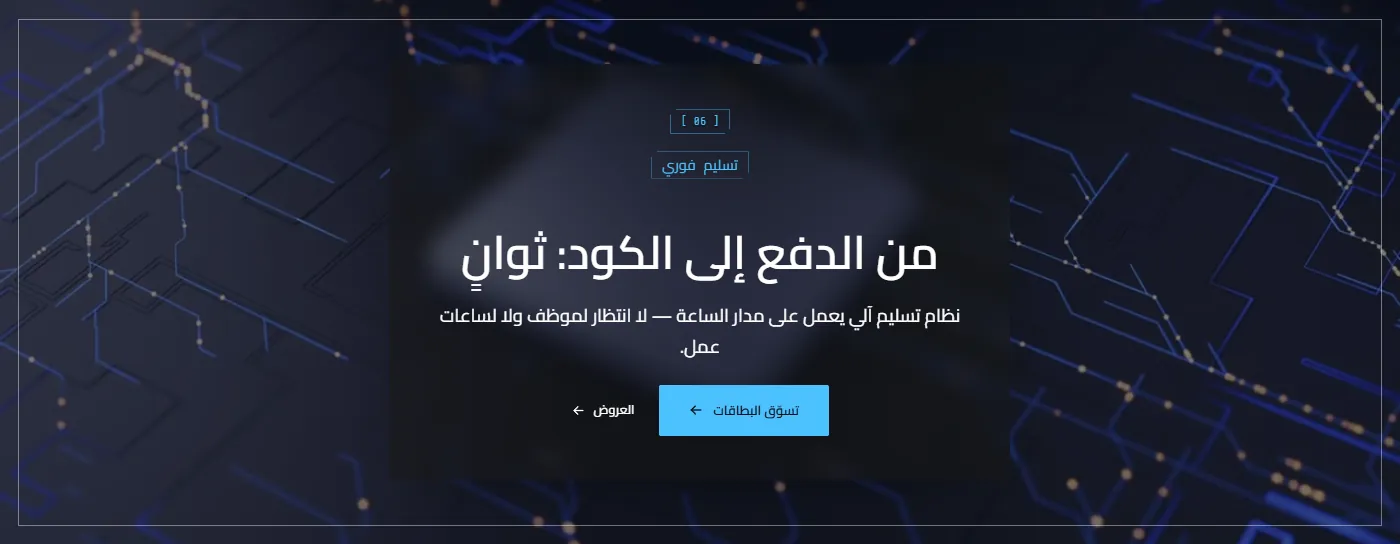 [ 06 ]
تسليم فوري
من الدفع إلى الكود: ثوانٍ
نظام تسليم آلي يعمل على مدار الساعة — لا انتظار لموظف ولا لساعات
عمل.
تسوّق البطاقات ←
العروض ←